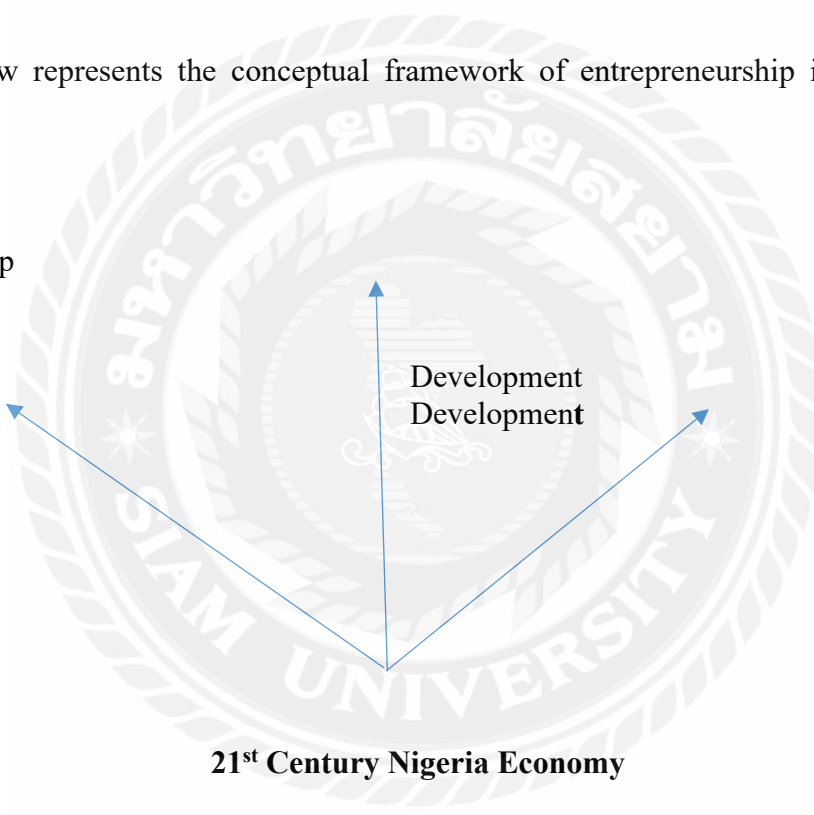 w represents the conceptual framework of entrepreneurship i
p
มหาวิทยาลัยสยาม
Development
Development
SIAM UNIVERSITY
21st Century Nigeria Economy